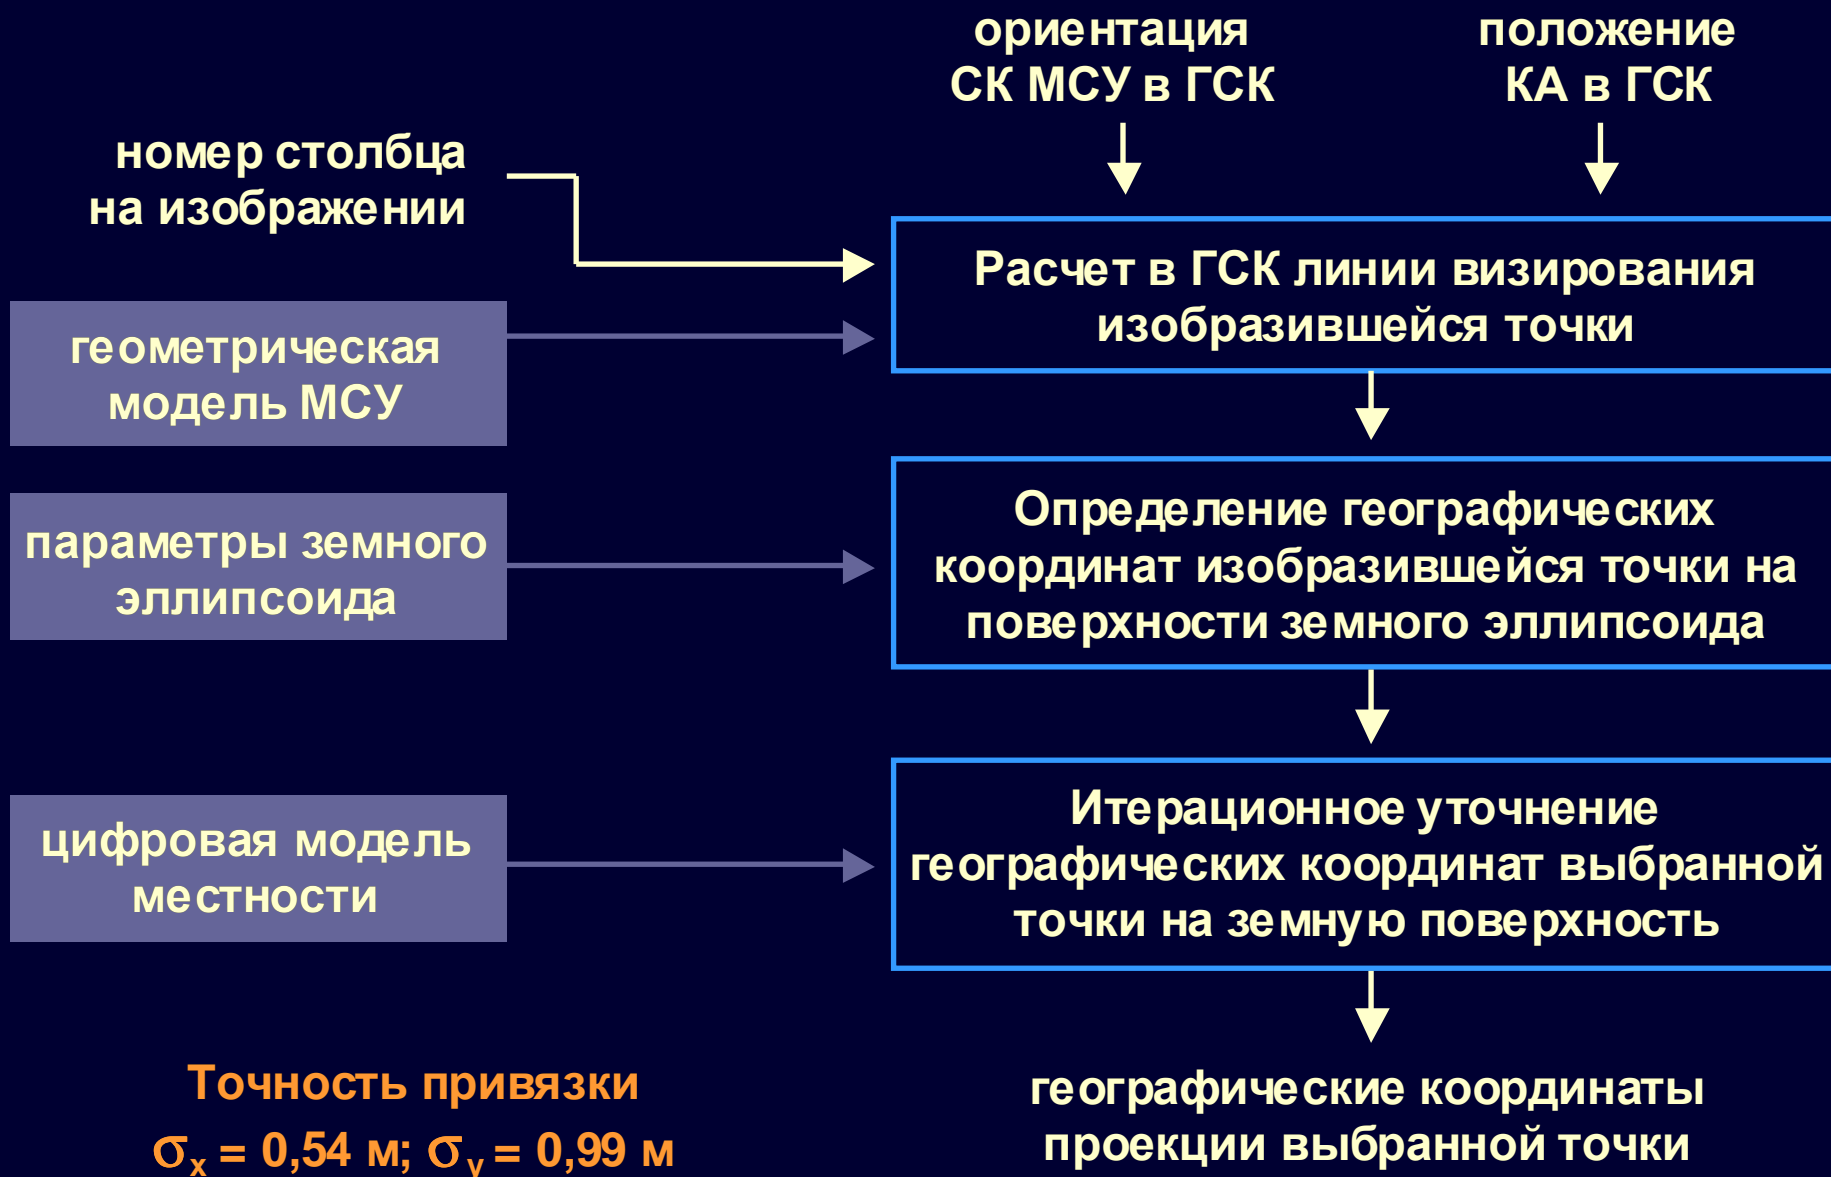 ориентация
СК МСУ в ГСК
положение
КА в ГСК
номер столбца
на изображении
Расчет в ГСК линии визирования
изобразившейся точки
геометрическая
модель МСУ
Определение географических
координат изобразившейся точки на
поверхности земного эллипсоида
параметры земного
эллипсоида
Итерационное уточнение
географических координат выбранной
точки на земную поверхность
цифровая модель
местности
Точность привязки
σx = 0,54 м; σy = 0,99 м
географические координаты
проекции выбранной точки